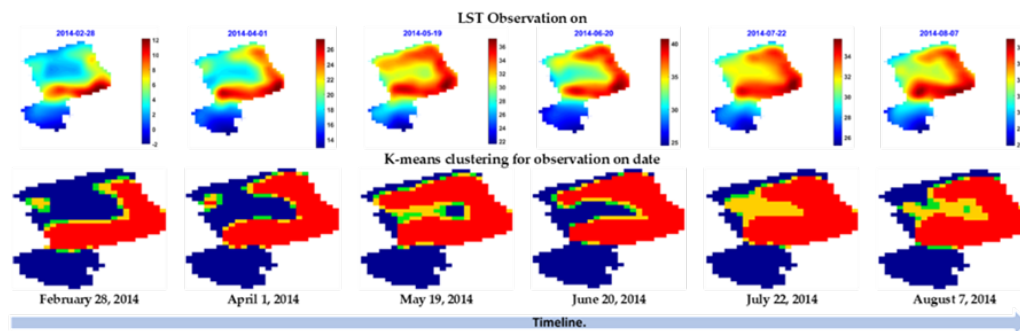 LST Observation on
2014-02-28 2014-04-01 2014-05-19 2014-06-20 2014-07-22 2014-08-07
12 10 8 6 4 2 0 -2
26 24 22 20 18 16 14
36 34 32 30 28 26 24 22
40 35 30 25
34 32 30 28 26
K-means clustering for observation on date
February 28, 2014 April 1, 2014 May 19, 2014 June 20, 2014 July 22, 2014 August 7, 2014
Timeline.